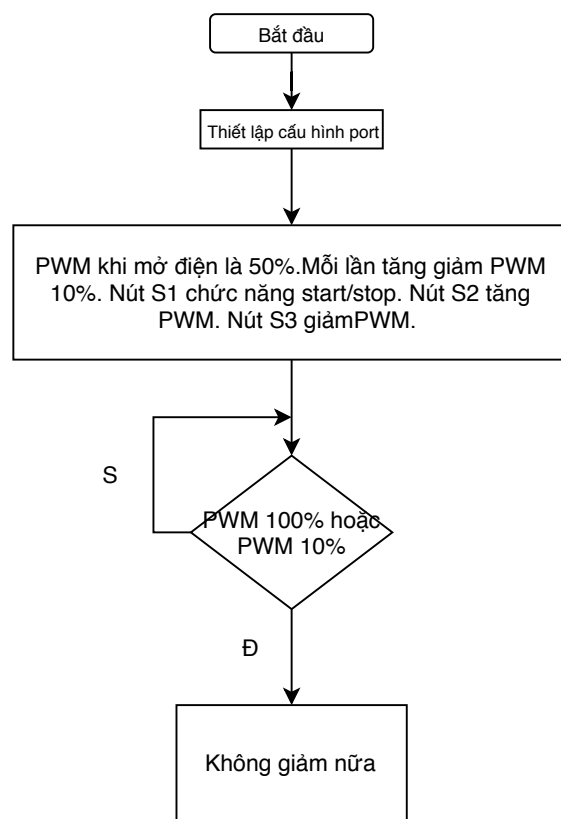 Bắt đầu
Thiết lập cấu hình port
PWM khi mở điện là 50%.Mỗi lần tăng giảm PWM
10%. Nút S1 chức năng start/stop. Nút S2 tăng
PWM. Nút S3 giảmPWM.
S
PWM 100% hoặc
PWM 10%
Đ
Không giảm nữa